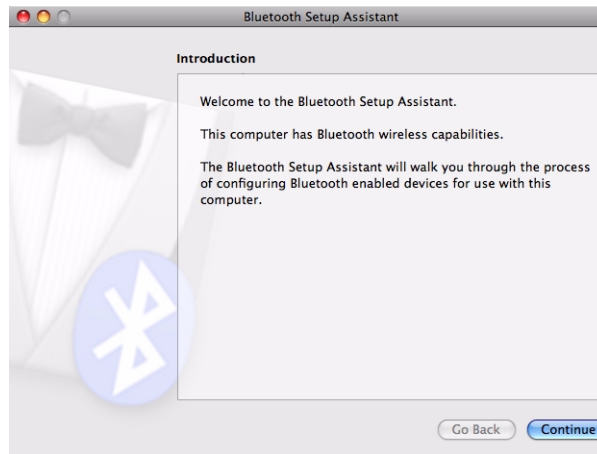 Bluetooth Setup Assistant
Introduction
Welcome to the Bluetooth Setup Assistant.
This computer has Bluetooth wireless capabilities.
The Bluetooth Setup Assistant will walk you through the process
of configuring Bluetooth enabled devices for use with this
computer.
Go Back
Continue